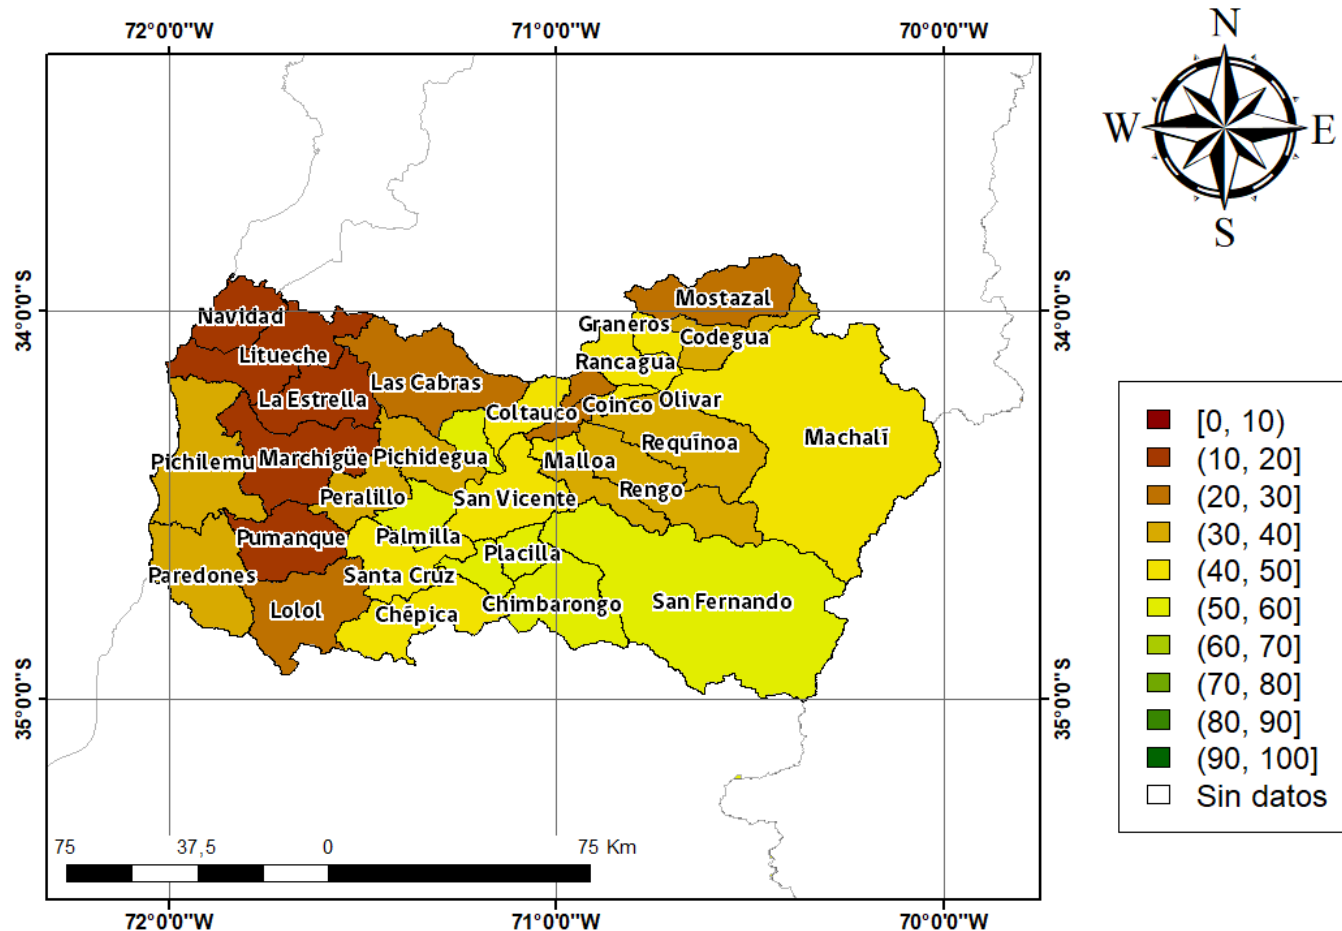 72°0'0"W
71°0'0"W
70°0'0"W
N
W
E
S
34°0'0"S
34°0'0"S
35°0'0"S
35°0'0"S
Navidad
Mostazal
Graneros
Codegua
Litueche
Rancagua
Las Cabras
La Estrella
Coltauco
Coinco
Olivar
Machalí
Requínoa
Pichilemu
Marchigüe
Pichidegua
Malloa
Peralillo
San Vicente
Rengo
Pumanque
Palmilla
Placilla
Paredones
Santa Cruz
Lolol
Chépica
Chimbarongo
San Fernando
[0, 10)
(10, 20]
(20, 30]
(30, 40]
(40, 50]
(50, 60]
(60, 70]
(70, 80]
(80, 90]
(90, 100]
Sin datos
75
37,5
0
75 Km
72°0'0"W
71°0'0"W
70°0'0"W